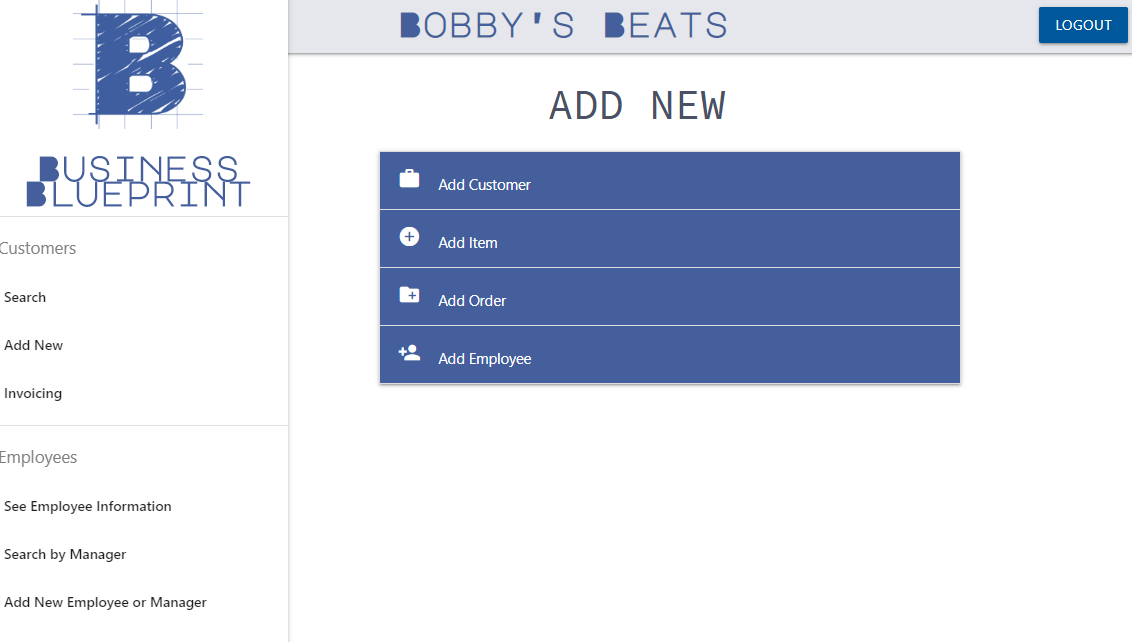 B
BUSINESS
BLUEPRINT
Customers
Search
Add New
Invoicing
Employees
See Employee Information
Search by Manager
Add New Employee or Manager
BOBBY'S BEATS
LOGOUT
ADD NEW
Add Customer
Add Item
Add Order
Add Employee